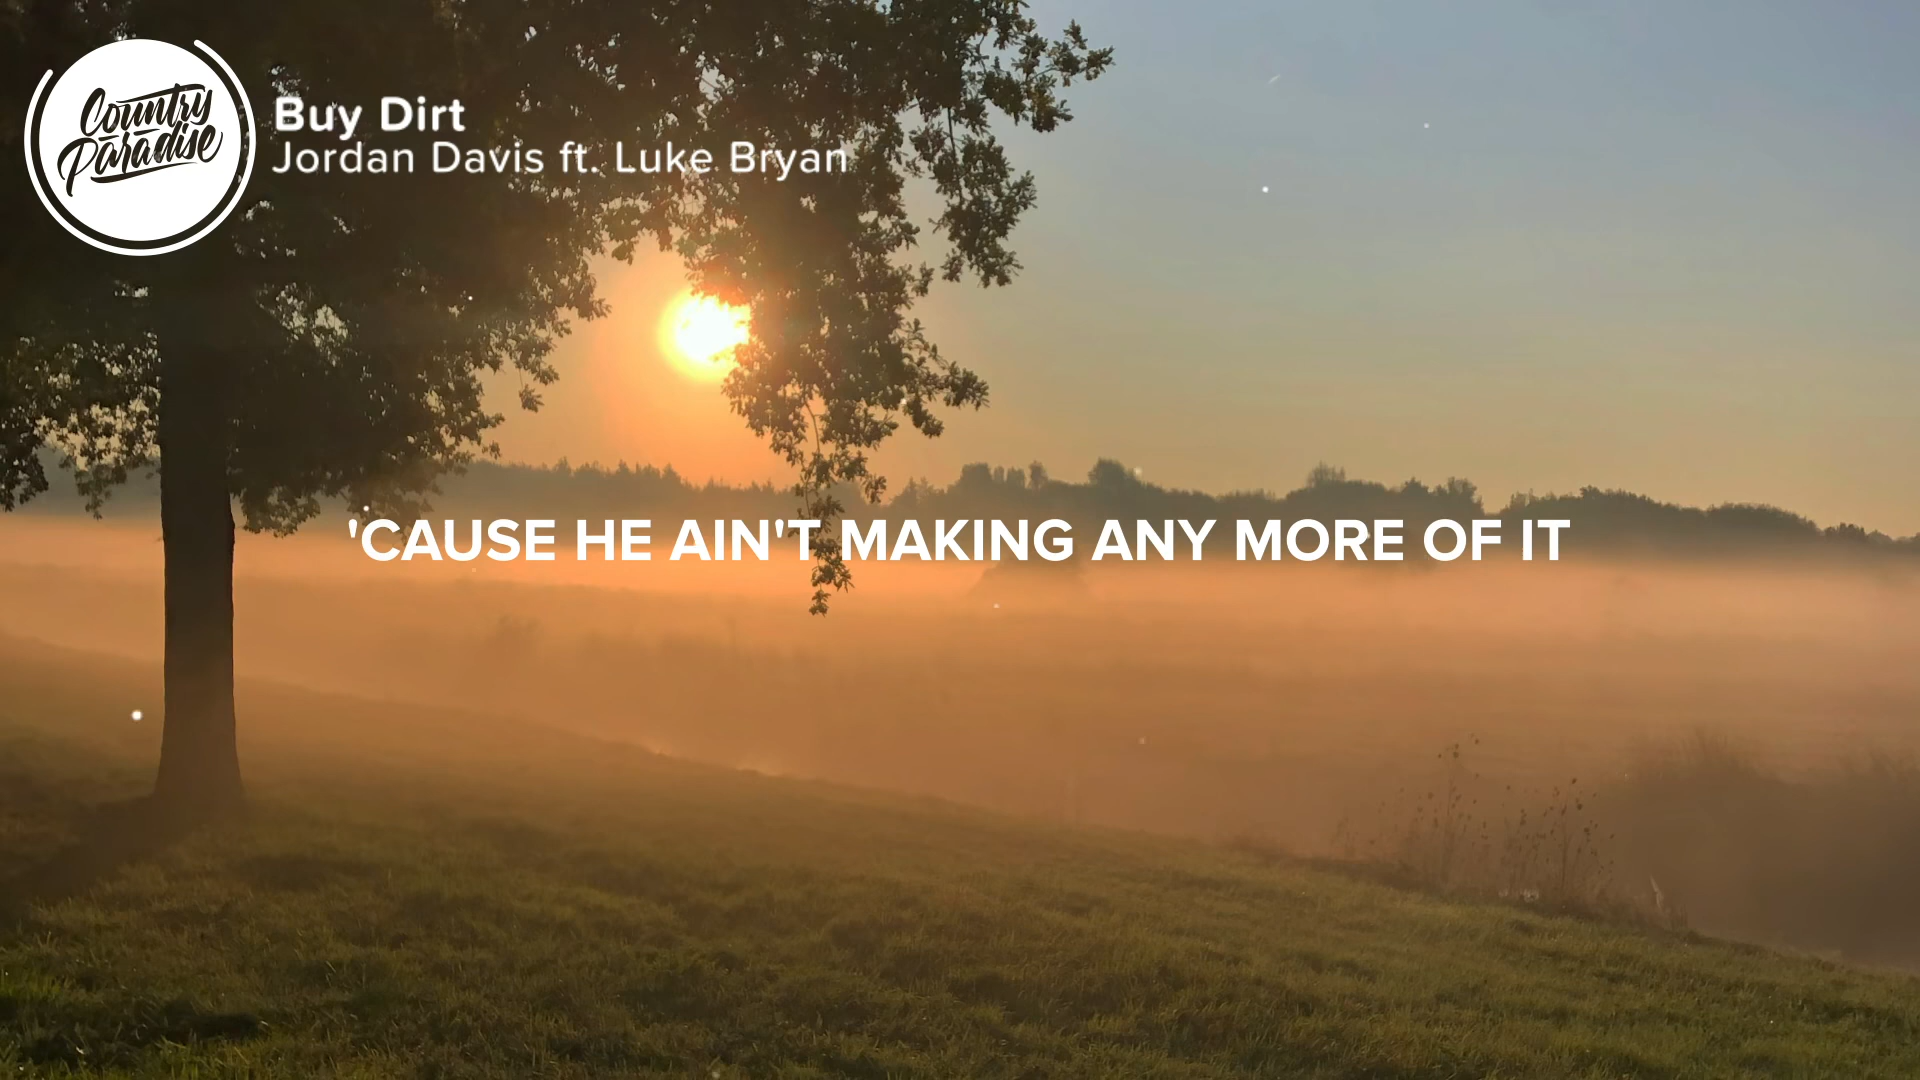 Country
Paradise
Buy Dirt
Jordan Davis ft. Luke Bryan
'CAUSE HE AIN'T MAKING ANY MORE OF IT